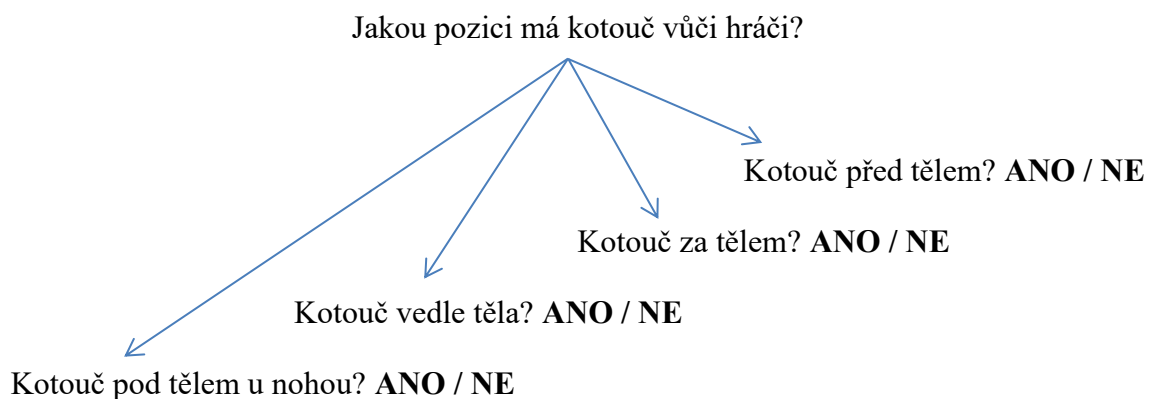 Jakou pozici má kotouč vůči hráči?
Kotouč před tělem? ANO / NE
Kotouč za tělem? ANO / NE
Kotouč vedle těla? ANO / NE
Kotouč pod tělem u nohou? ANO / NE